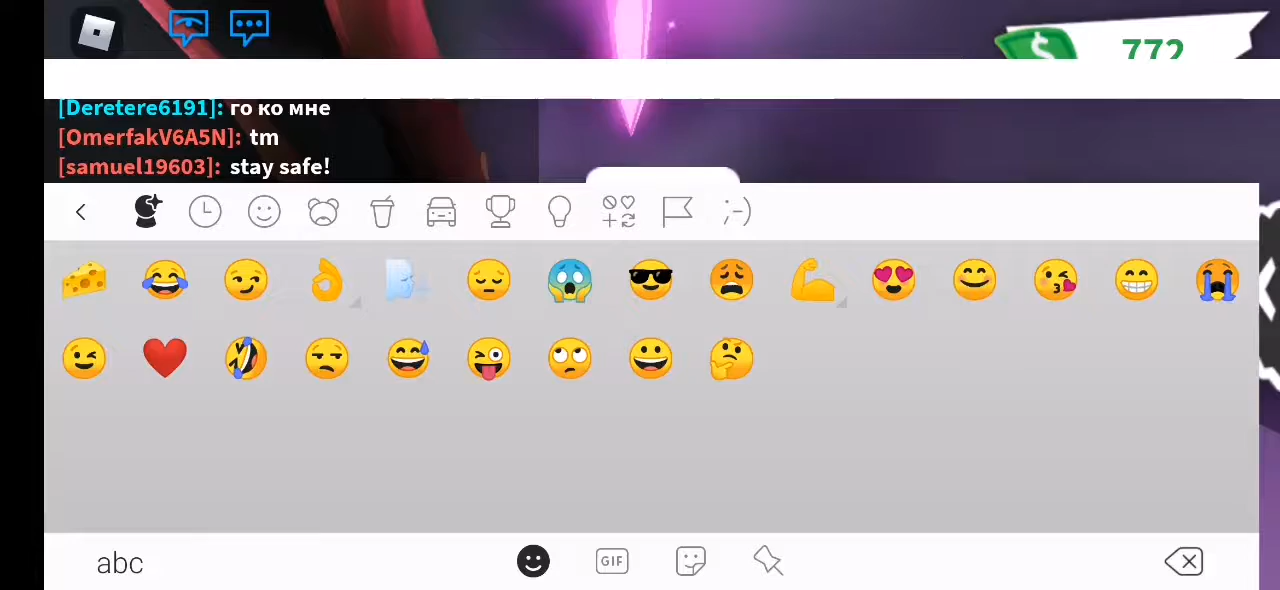 772
[Deretere6191]: го ко мне
[OmerfakV6A5N]: tm
[samuel19603]: stay safe!
;-)
abc
GIF